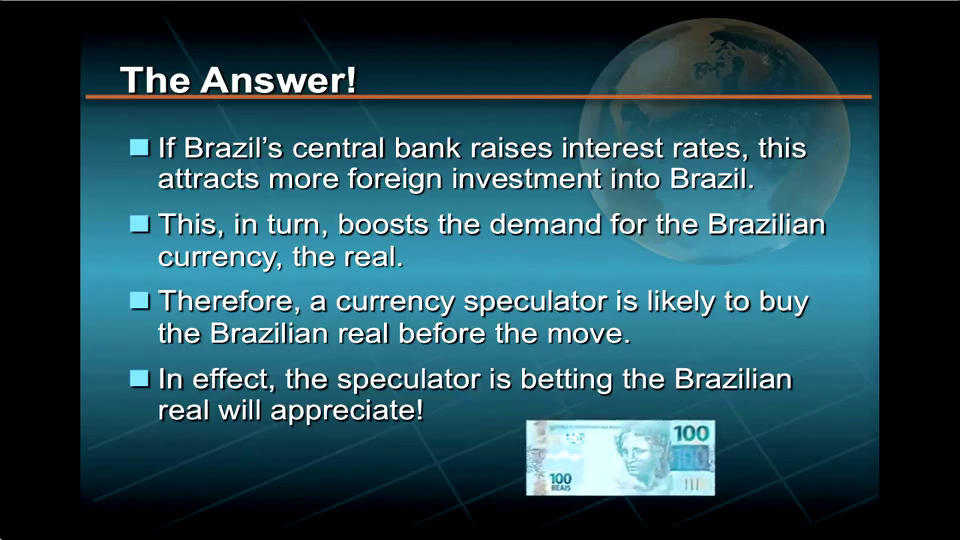 The Answer!
If Brazil's central bank raises interest rates, this
attracts more foreign investment into Brazil.
This, in turn, boosts the demand for the Brazilian
currency, the real.
Therefore, a currency speculator is likely to buy
the Brazilian real before the move.
In effect, the speculator is betting the Brazilian
real will appreciate!
100
100
100
REAIS